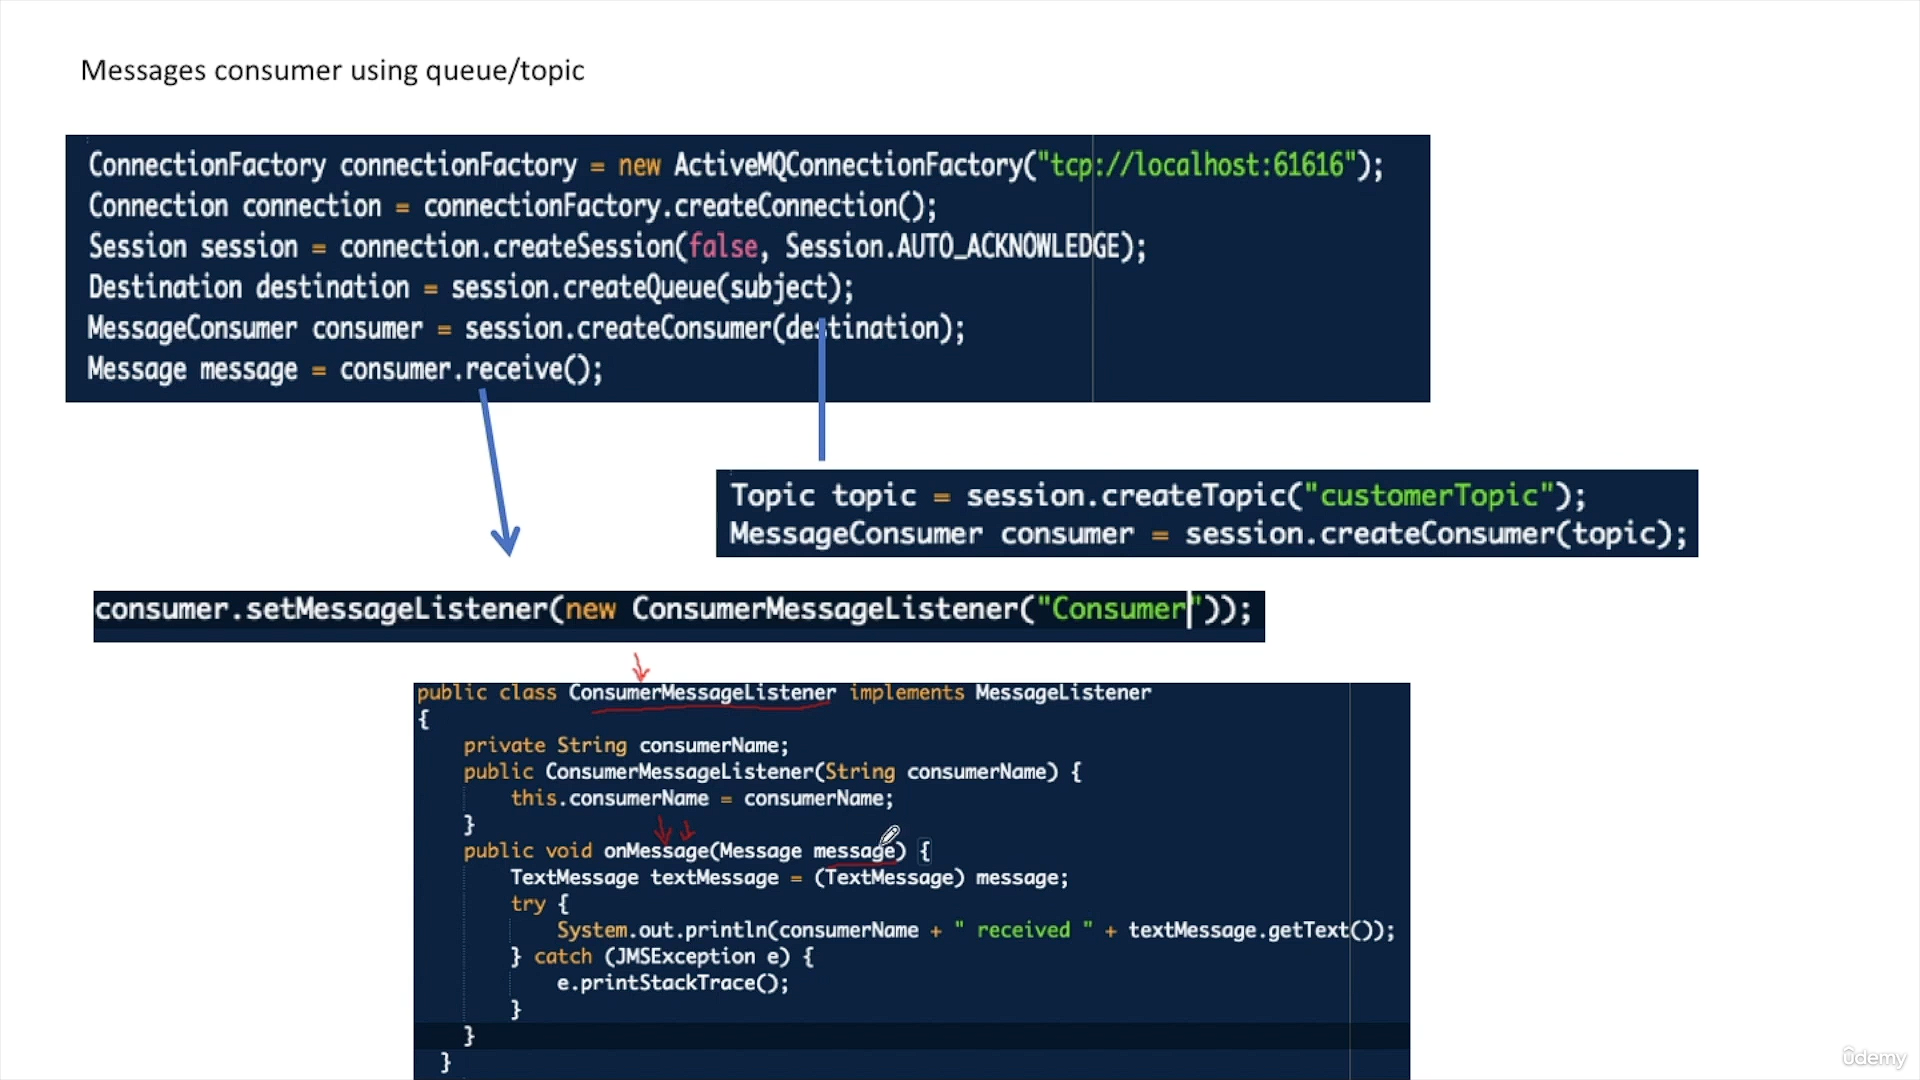 Messages consumer using queue/topic
ConnectionFactory connectionFactory = new ActiveMQConnectionFactory("tcp://localhost:61616");
Connection connection = connectionFactory.createConnection();
Session session = connection.createSession(false, Session.AUTO_ACKNOWLEDGE);
Destination destination = session.createQueue(subject);
MessageConsumer consumer = session.createConsumer(destination);
Message message = consumer.receive();
Topic topic = session.createTopic("customerTopic");
MessageConsumer consumer = session.createConsumer(topic);
consumer.setMessageListener(new ConsumerMessageListener("Consumer"));
public class ConsumerMessageListener implements MessageListener
{
private String consumerName;
public ConsumerMessageListener(String consumerName) {
this.consumerName = consumerName;
}
public void onMessage(Message message) {
TextMessage textMessage = (TextMessage) message;
try {
System.out.println(consumerName + " received " + textMessage.getText());
} catch (JMSException e) {
e.printStackTrace();
}
}
}
udemy